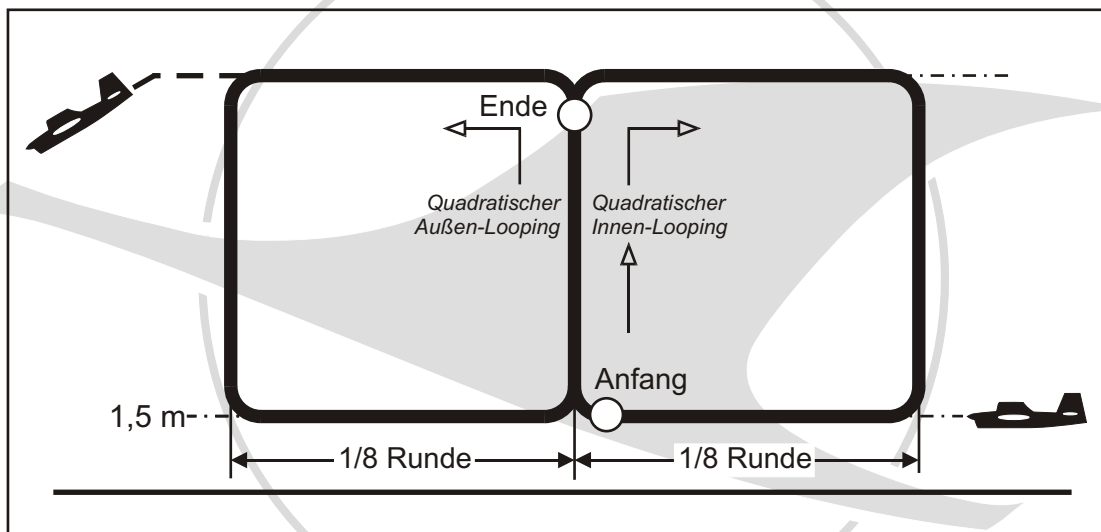 Ende
Quadratischer
Außen-Looping
Quadratischer
Innen-Looping
Anfang
1,5 m
1/8 Runde
1/8 Runde